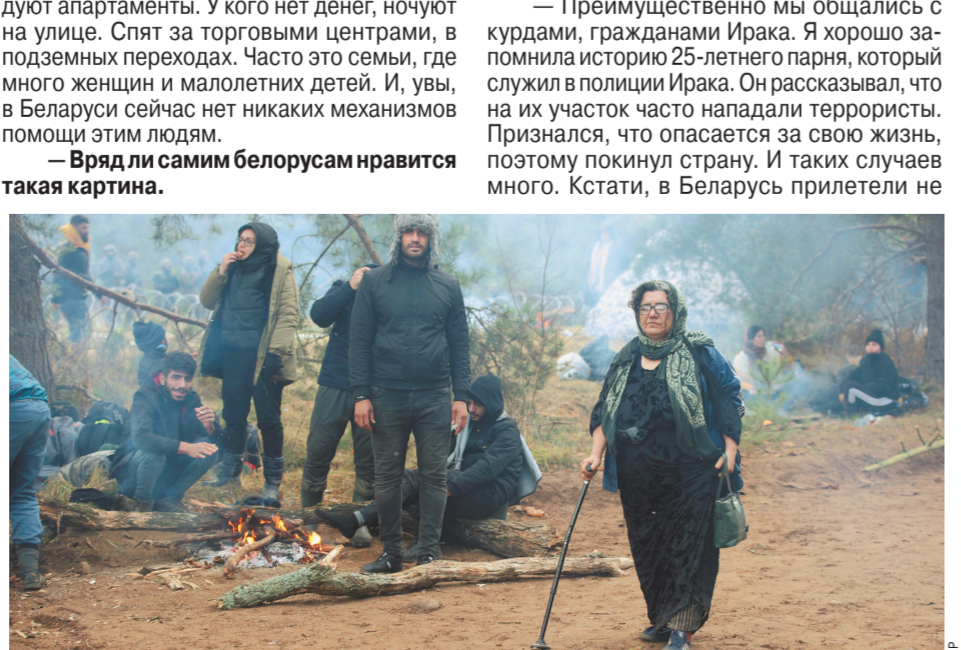 дуют апартаменты. У кого нет денег, ночуют
на улице. Спят за торговыми центрами, в
подземных переходах. Часто это семьи, где
много женщин и малолетних детей. И, увы,
в Беларуси сейчас нет никаких механизмов
помощи этим людям.
— Вряд ли самим белорусам нравится
такая картина.
— Преимущественно мы общались с
курдами, гражданами Ирака. Я хорошо за-
помнила историю 25-летнего парня, который
служил в полиции Ирака. Он рассказывал, что
на их участок часто нападали террористы.
Признался, что опасается за свою жизнь,
поэтому покинул страну. И таких случаев
много. Кстати, в Беларусь прилетели не